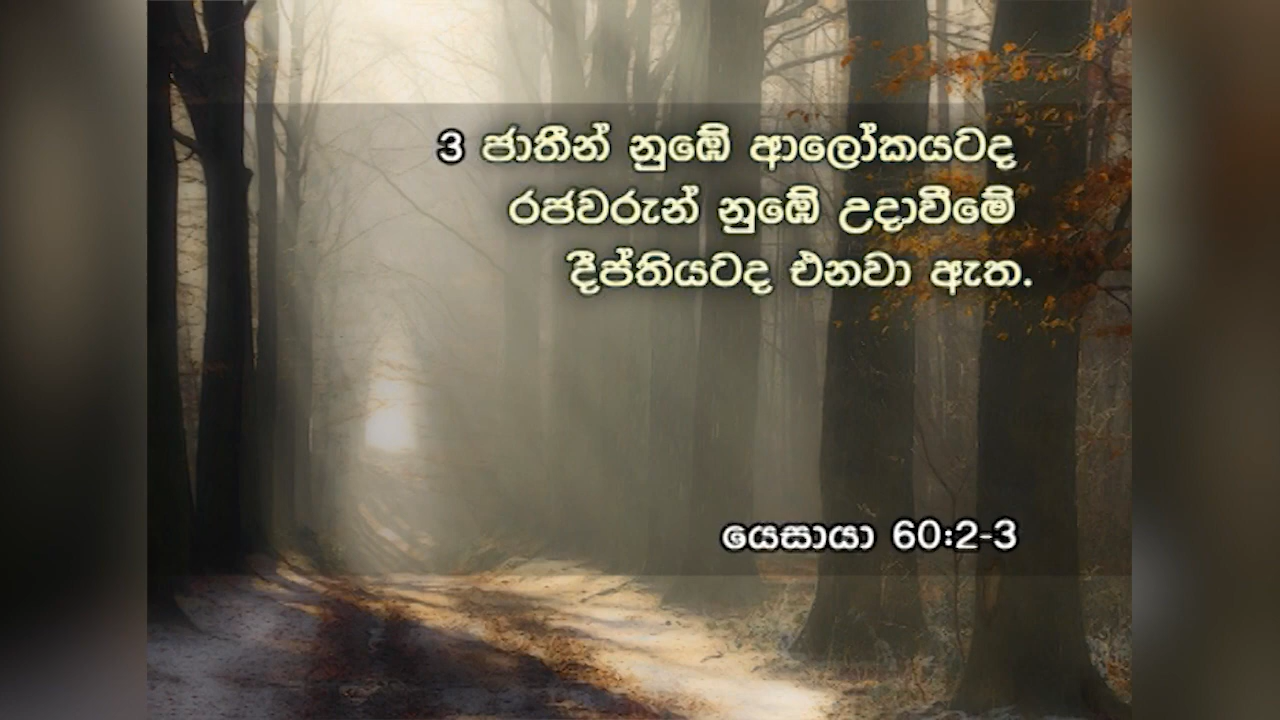 3 ජාතීන් නුඹේ ආලෝකයටද
රජවරුන් නුඹේ උදාවීමේ
දීප්තියටද එනවා ඇත.
යෙසායා 60:2-3